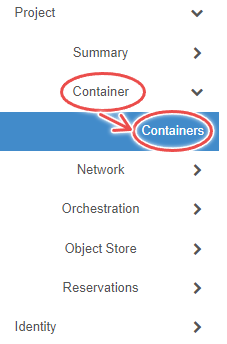 Project
Summary
Container
Containers
Network
Orchestration
Object Store
Reservations
Identity